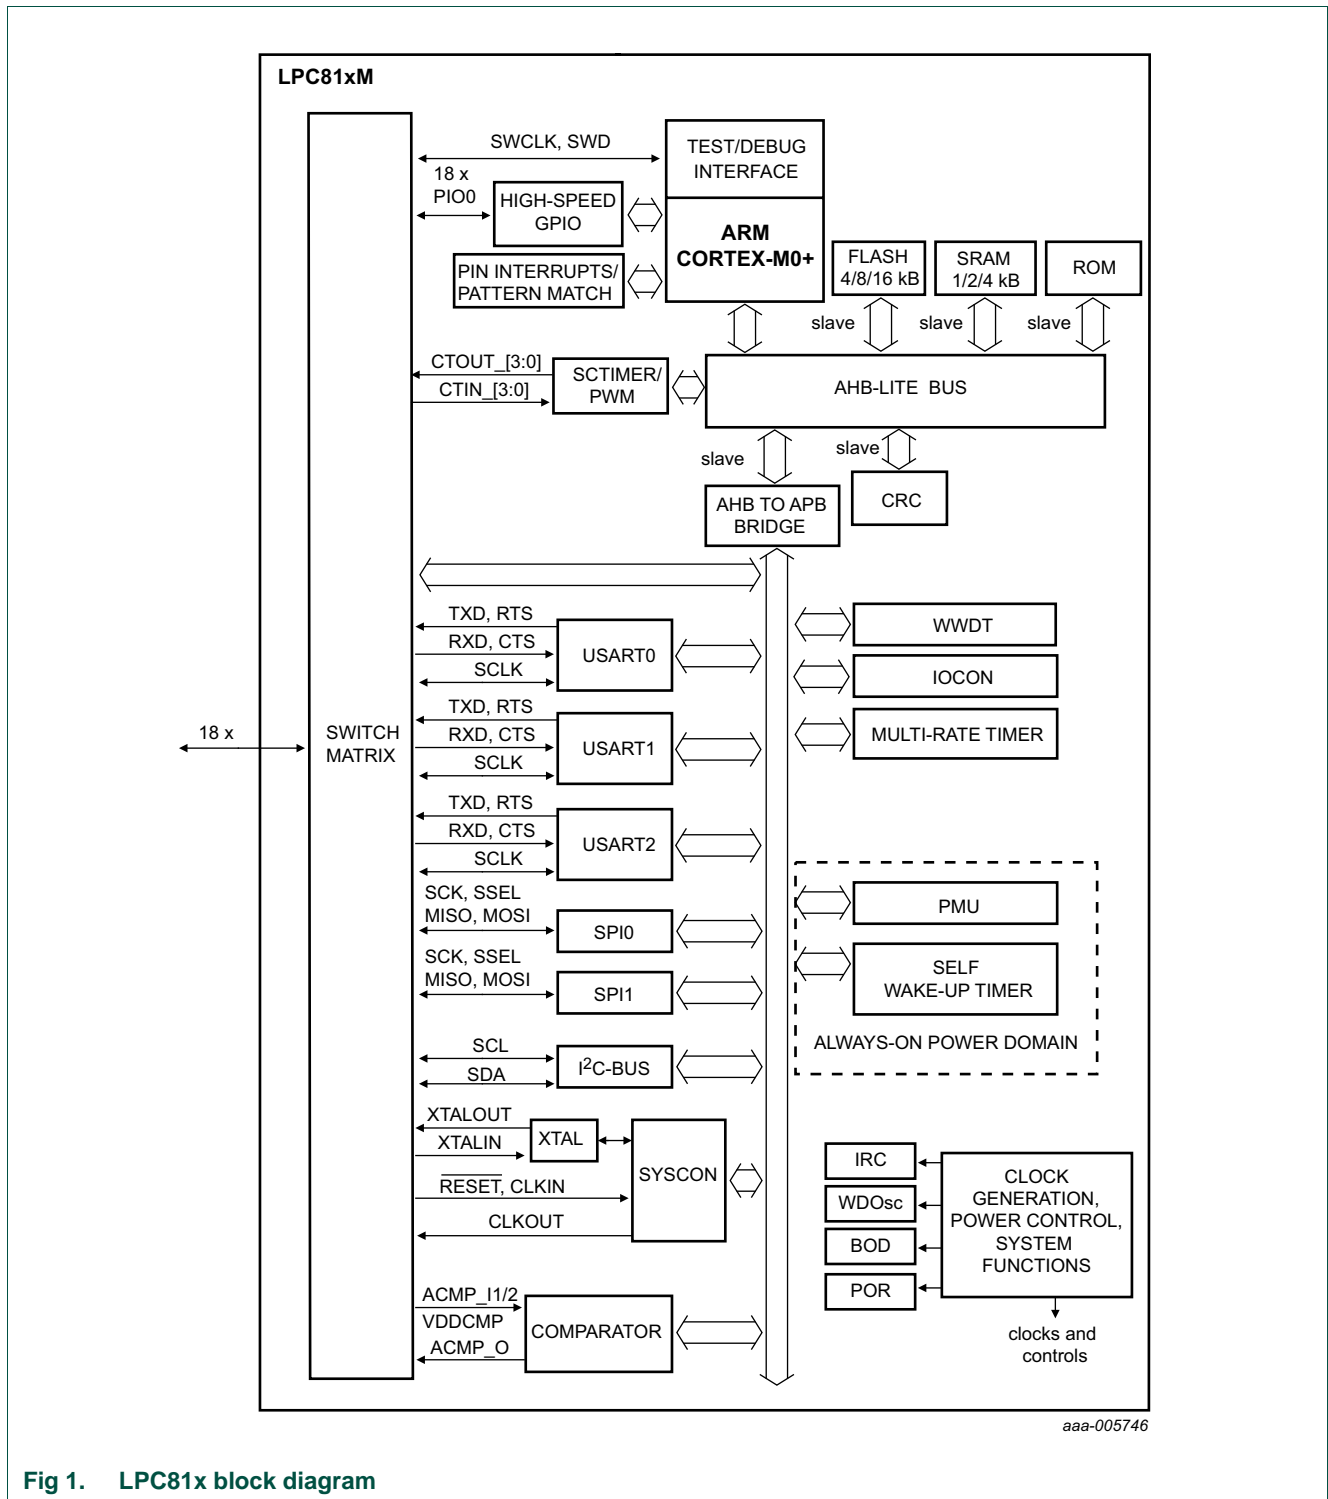 LPC81xM
SWCLK, SWD
TEST/DEBUG
INTERFACE
18 x
PIO0
HIGH-SPEED
GPIO
ARM
CORTEX-M0+
PIN INTERRUPTS/
PATTERN MATCH
FLASH
4/8/16 kB
SRAM
1/2/4 kB
ROM
slave
slave
slave
CTOUT_[3:0]
CTIN_[3:0]
SCTIMER/
PWM
AHB-LITE BUS
slave
slave
AHB TO APB
BRIDGE
CRC
TXD, RTS
RXD, CTS
SCLK
USART0
WWDT
IOCON
18 x
SWITCH
MATRIX
TXD, RTS
RXD, CTS
SCLK
USART1
MULTI-RATE TIMER
TXD, RTS
RXD, CTS
SCLK
USART2
SCK, SSEL
MISO, MOSI
SPI0
PMU
SCK, SSEL
MISO, MOSI
SPI1
SELF
WAKE-UP TIMER
ALWAYS-ON POWER DOMAIN
SCL
SDA
I²C-BUS
XTALOUT
XTALIN
XTAL
RESET, CLKIN
CLKOUT
SYSCON
IRC
WDOsc
BOD
POR
CLOCK
GENERATION,
POWER CONTROL,
SYSTEM
FUNCTIONS
clocks and
controls
ACMP_I1/2
VDDCMP
ACMP_O
COMPARATOR
aaa-005746
Fig 1. LPC81x block diagram